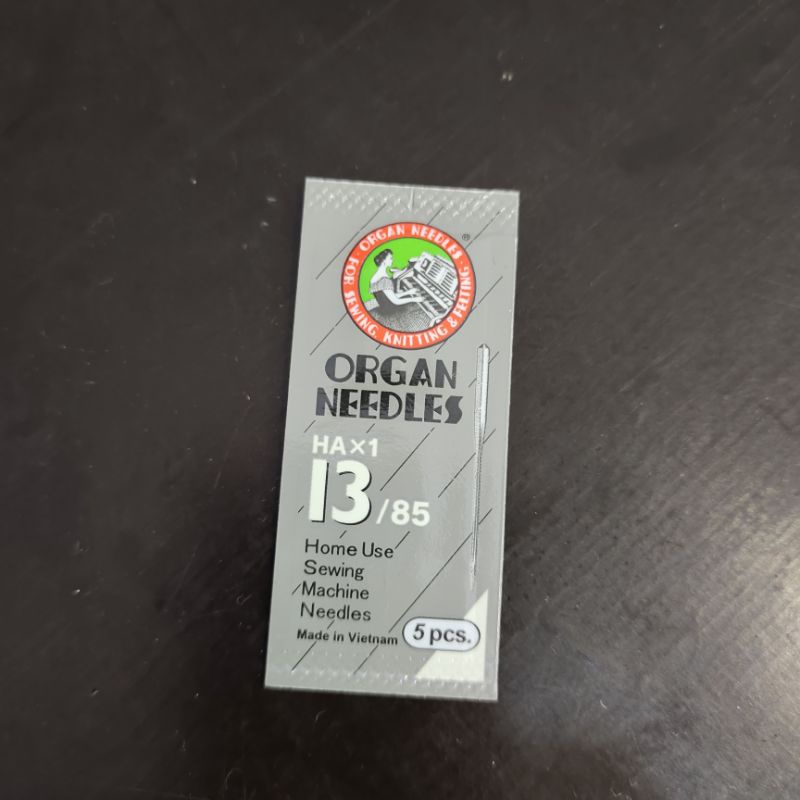 ORGAN NEEDLES · FOR SEWING, KNITTING & FELTING ·
®
ORGAN
NEEDLES
HA×1
13/85
Home Use
Sewing
Machine
Needles
Made in Vietnam
5 pcs.